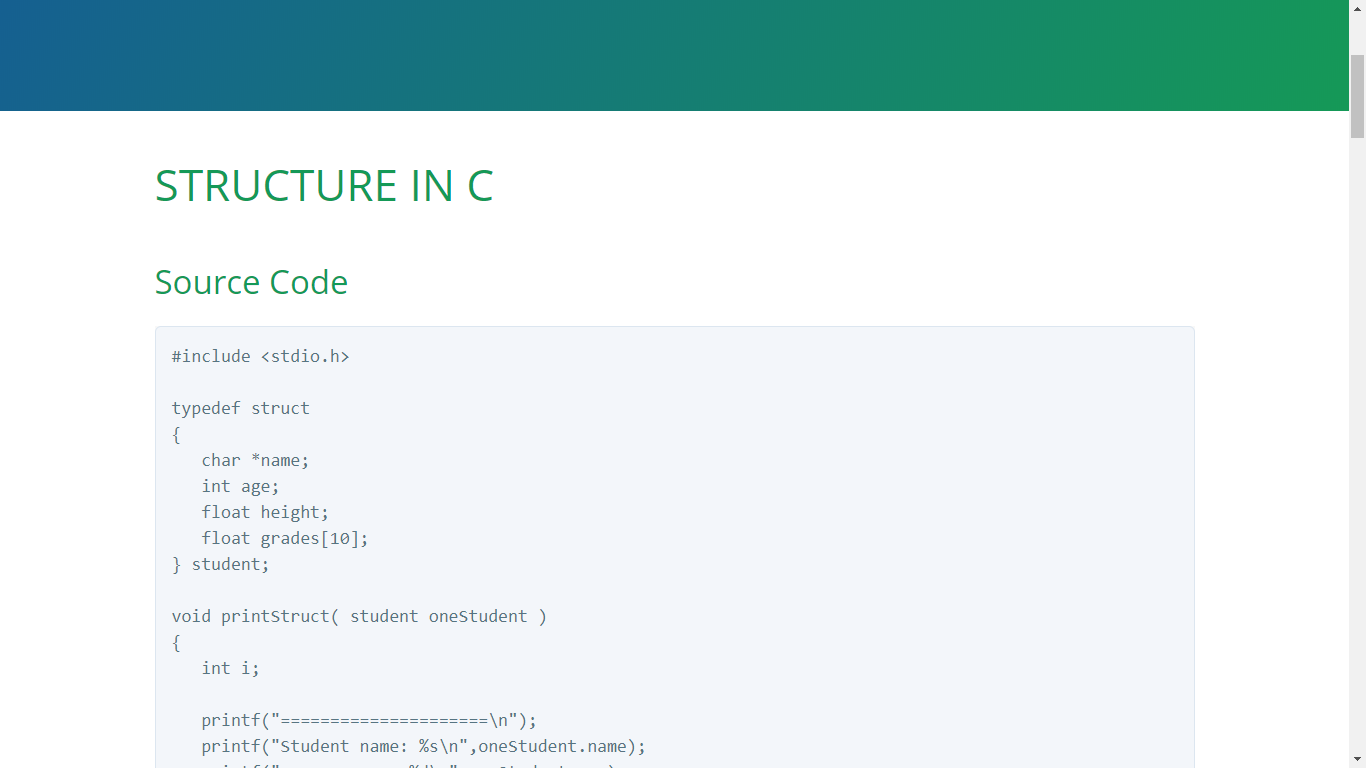 STRUCTURE IN C
Source Code
#include <stdio.h>
typedef struct
{
   char *name;
   int age;
   float height;
   float grades[10];
} student;
void printStruct( student oneStudent )
{
   int i;
   printf("=====================\n");
   printf("Student name: %s\n",oneStudent.name);